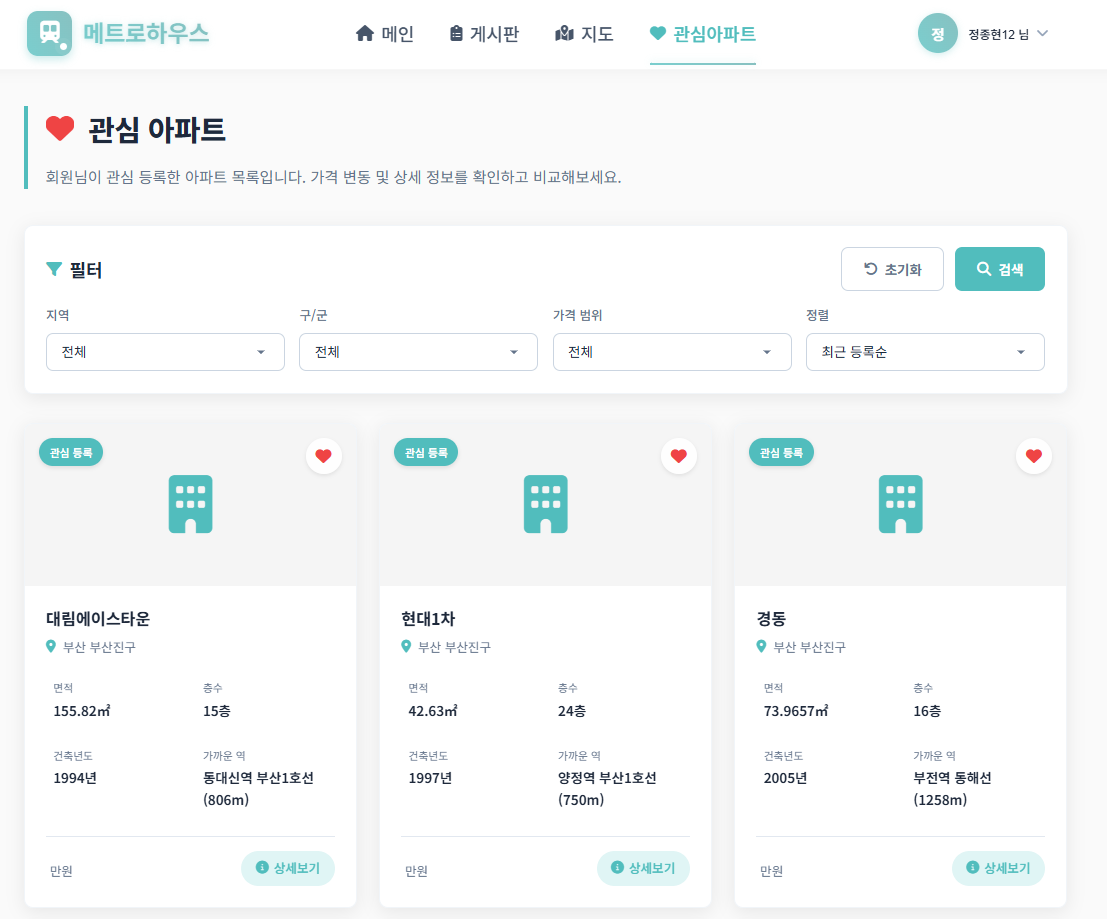 메트로하우스
메인
게시판
지도
관심아파트
정
정종현12 님
관심 아파트
회원님이 관심 등록한 아파트 목록입니다. 가격 변동 및 상세 정보를 확인하고 비교해보세요.
필터
초기화
검색
지역
구/군
가격 범위
정렬
전체
전체
전체
최근 등록순
관심 등록
대림에이스타운
부산 부산진구
면적
층수
155.82㎡
15층
건축년도
가까운 역
1994년
동대신역 부산1호선
(806m)
만원
상세보기
관심 등록
현대1차
부산 부산진구
면적
층수
42.63㎡
24층
건축년도
가까운 역
1997년
양정역 부산1호선
(750m)
만원
상세보기
관심 등록
경동
부산 부산진구
면적
층수
73.9657㎡
16층
건축년도
가까운 역
2005년
부전역 동해선
(1258m)
만원
상세보기